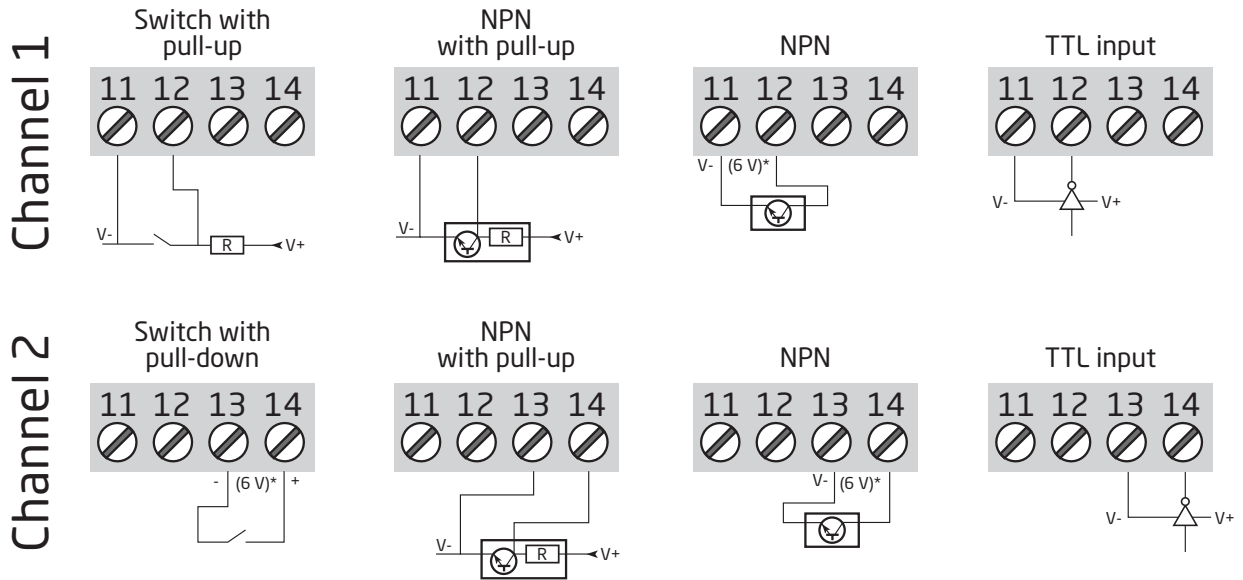 Channel 1
Switch with
pull-up
11 12 13 14
V-
R
V+
NPN
with pull-up
11 12 13 14
V-
R
V+
NPN
11 12 13 14
V- (6 V)*
TTL input
11 12 13 14
V-
V+
Channel 2
Switch with
pull-down
11 12 13 14
- (6 V)* +
NPN
with pull-up
11 12 13 14
V-
R
V+
NPN
11 12 13 14
V- (6 V)*
TTL input
11 12 13 14
V-
V+